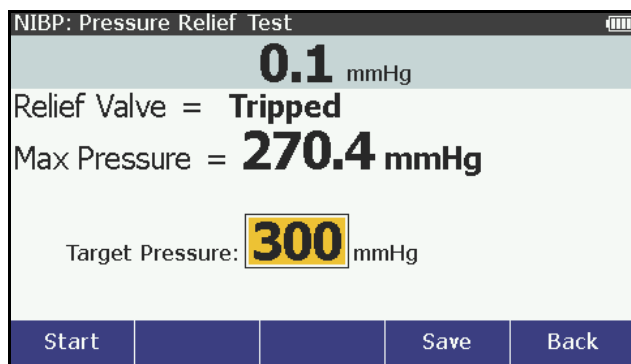 NIBP: Pressure Relief Test
0.1 mmHg
Relief Valve = Tripped
Max Pressure = 270.4 mmHg
Target Pressure: 300 mmHg
Start Save Back